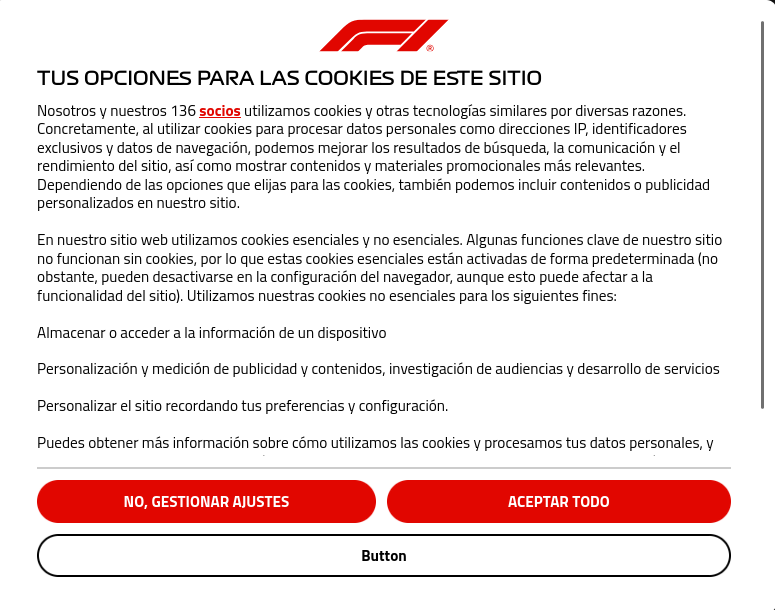 F1®
TUS OPCIONES PARA LAS COOKIES DE ESTE SITIO
Nosotros y nuestros 136 socios utilizamos cookies y otras tecnologías similares por diversas razones.
Concretamente, al utilizar cookies para procesar datos personales como direcciones IP, identificadores
exclusivos y datos de navegación, podemos mejorar los resultados de búsqueda, la comunicación y el
rendimiento del sitio, así como mostrar contenidos y materiales promocionales más relevantes.
Dependiendo de las opciones que elijas para las cookies, también podemos incluir contenidos o publicidad
personalizados en nuestro sitio.
En nuestro sitio web utilizamos cookies esenciales y no esenciales. Algunas funciones clave de nuestro sitio
no funcionan sin cookies, por lo que estas cookies esenciales están activadas de forma predeterminada (no
obstante, pueden desactivarse en la configuración del navegador, aunque esto puede afectar a la
funcionalidad del sitio). Utilizamos nuestras cookies no esenciales para los siguientes fines:
Almacenar o acceder a la información de un dispositivo
Personalización y medición de publicidad y contenidos, investigación de audiencias y desarrollo de servicios
Personalizar el sitio recordando tus preferencias y configuración.
Puedes obtener más información sobre cómo utilizamos las cookies y procesamos tus datos personales, y
NO, GESTIONAR AJUSTES
ACEPTAR TODO
Button